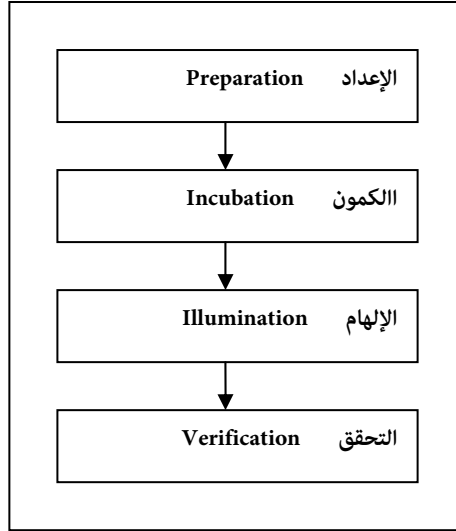 الإعداد Preparation
االكمون Incubation
الإلهام Illumination
التحقق Verification